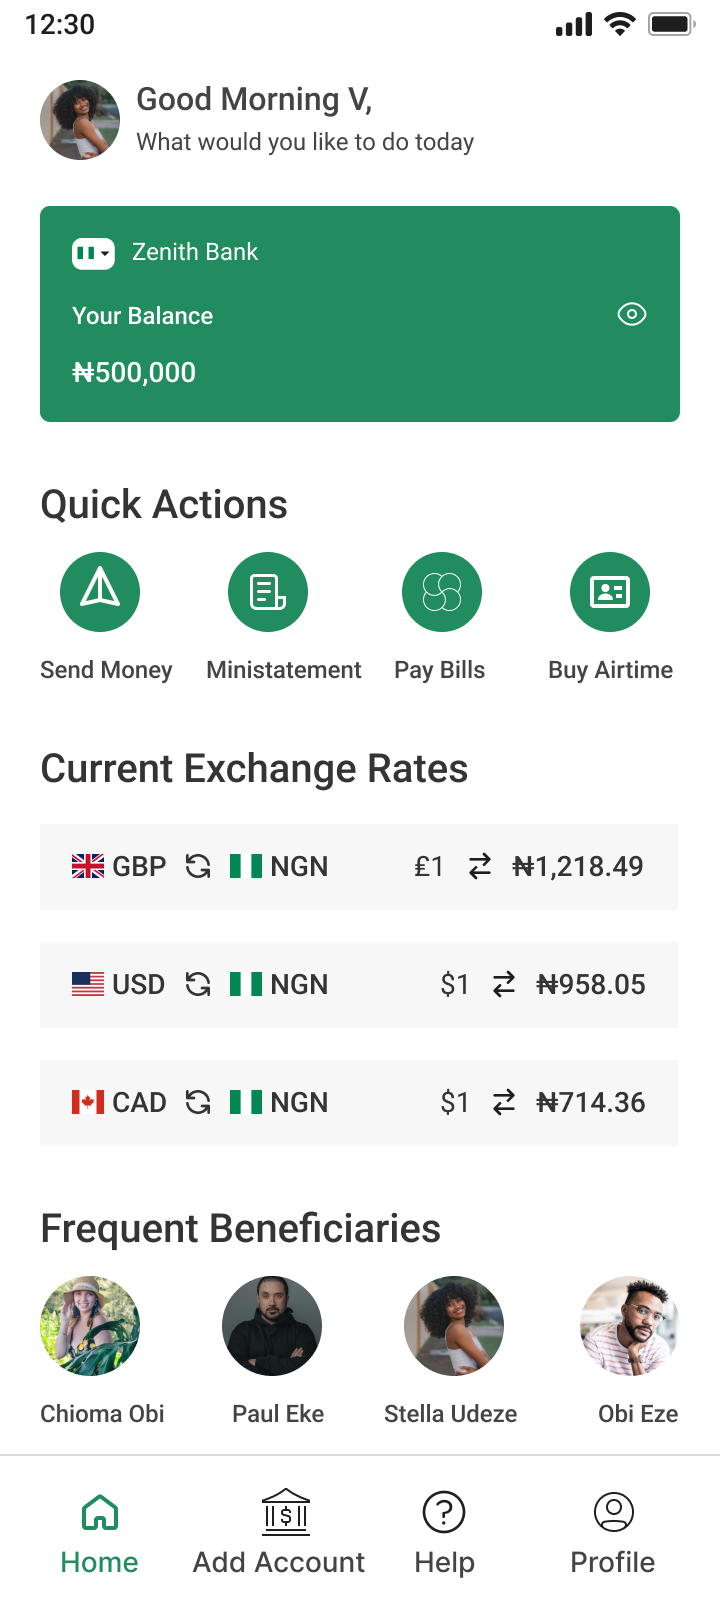 12:30
Good Morning V,
What would you like to do today
Zenith Bank
Your Balance
₦500,000
Quick Actions
Send Money Ministatement Pay Bills Buy Airtime
Current Exchange Rates
GBP NGN £1 ₦1,218.49
USD NGN $1 ₦958.05
CAD NGN $1 ₦714.36
Frequent Beneficiaries
Chioma Obi Paul Eke Stella Udeze Obi Eze
Home Add Account Help Profile